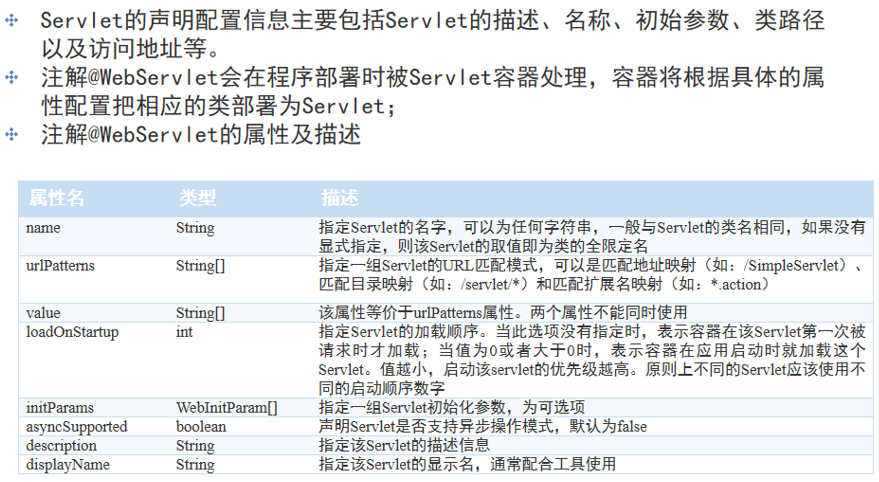 Servlet的声明配置信息主要包括Servlet的描述、名称、初始参数、类路径
以及访问地址等。
注解@WebServlet会在程序部署时被Servlet容器处理，容器将根据具体的属
性配置把相应的类部署为Servlet；
注解@WebServlet的属性及描述
属性名 类型 描述
name String 指定Servlet的名字，可以为任何字符串，一般与Servlet的类名相同，如果没有
显式指定，则该Servlet的取值即为类的全限定名
urlPatterns String[] 指定一组Servlet的URL匹配模式，可以是匹配地址映射（如：/SimpleServlet）、
匹配目录映射（如：/servlet/*）和匹配扩展名映射（如：*.action）
value String[] 该属性等价于urlPatterns属性。两个属性不能同时使用
loadOnStartup int 指定Servlet的加载顺序。当此选项没有指定时，表示容器在该Servlet第一次被
请求时才加载；当值为0或者大于0时，表示容器在应用启动时就加载这个
Servlet。值越小，启动该servlet的优先级越高。原则上不同的Servlet应该使用不
同的启动顺序数字
initParams WebInitParam[] 指定一组Servlet初始化参数，为可选项
asyncSupported boolean 声明Servlet是否支持异步操作模式，默认为false
description String 指定该Servlet的描述信息
displayName String 指定该Servlet的显示名，通常配合工具使用